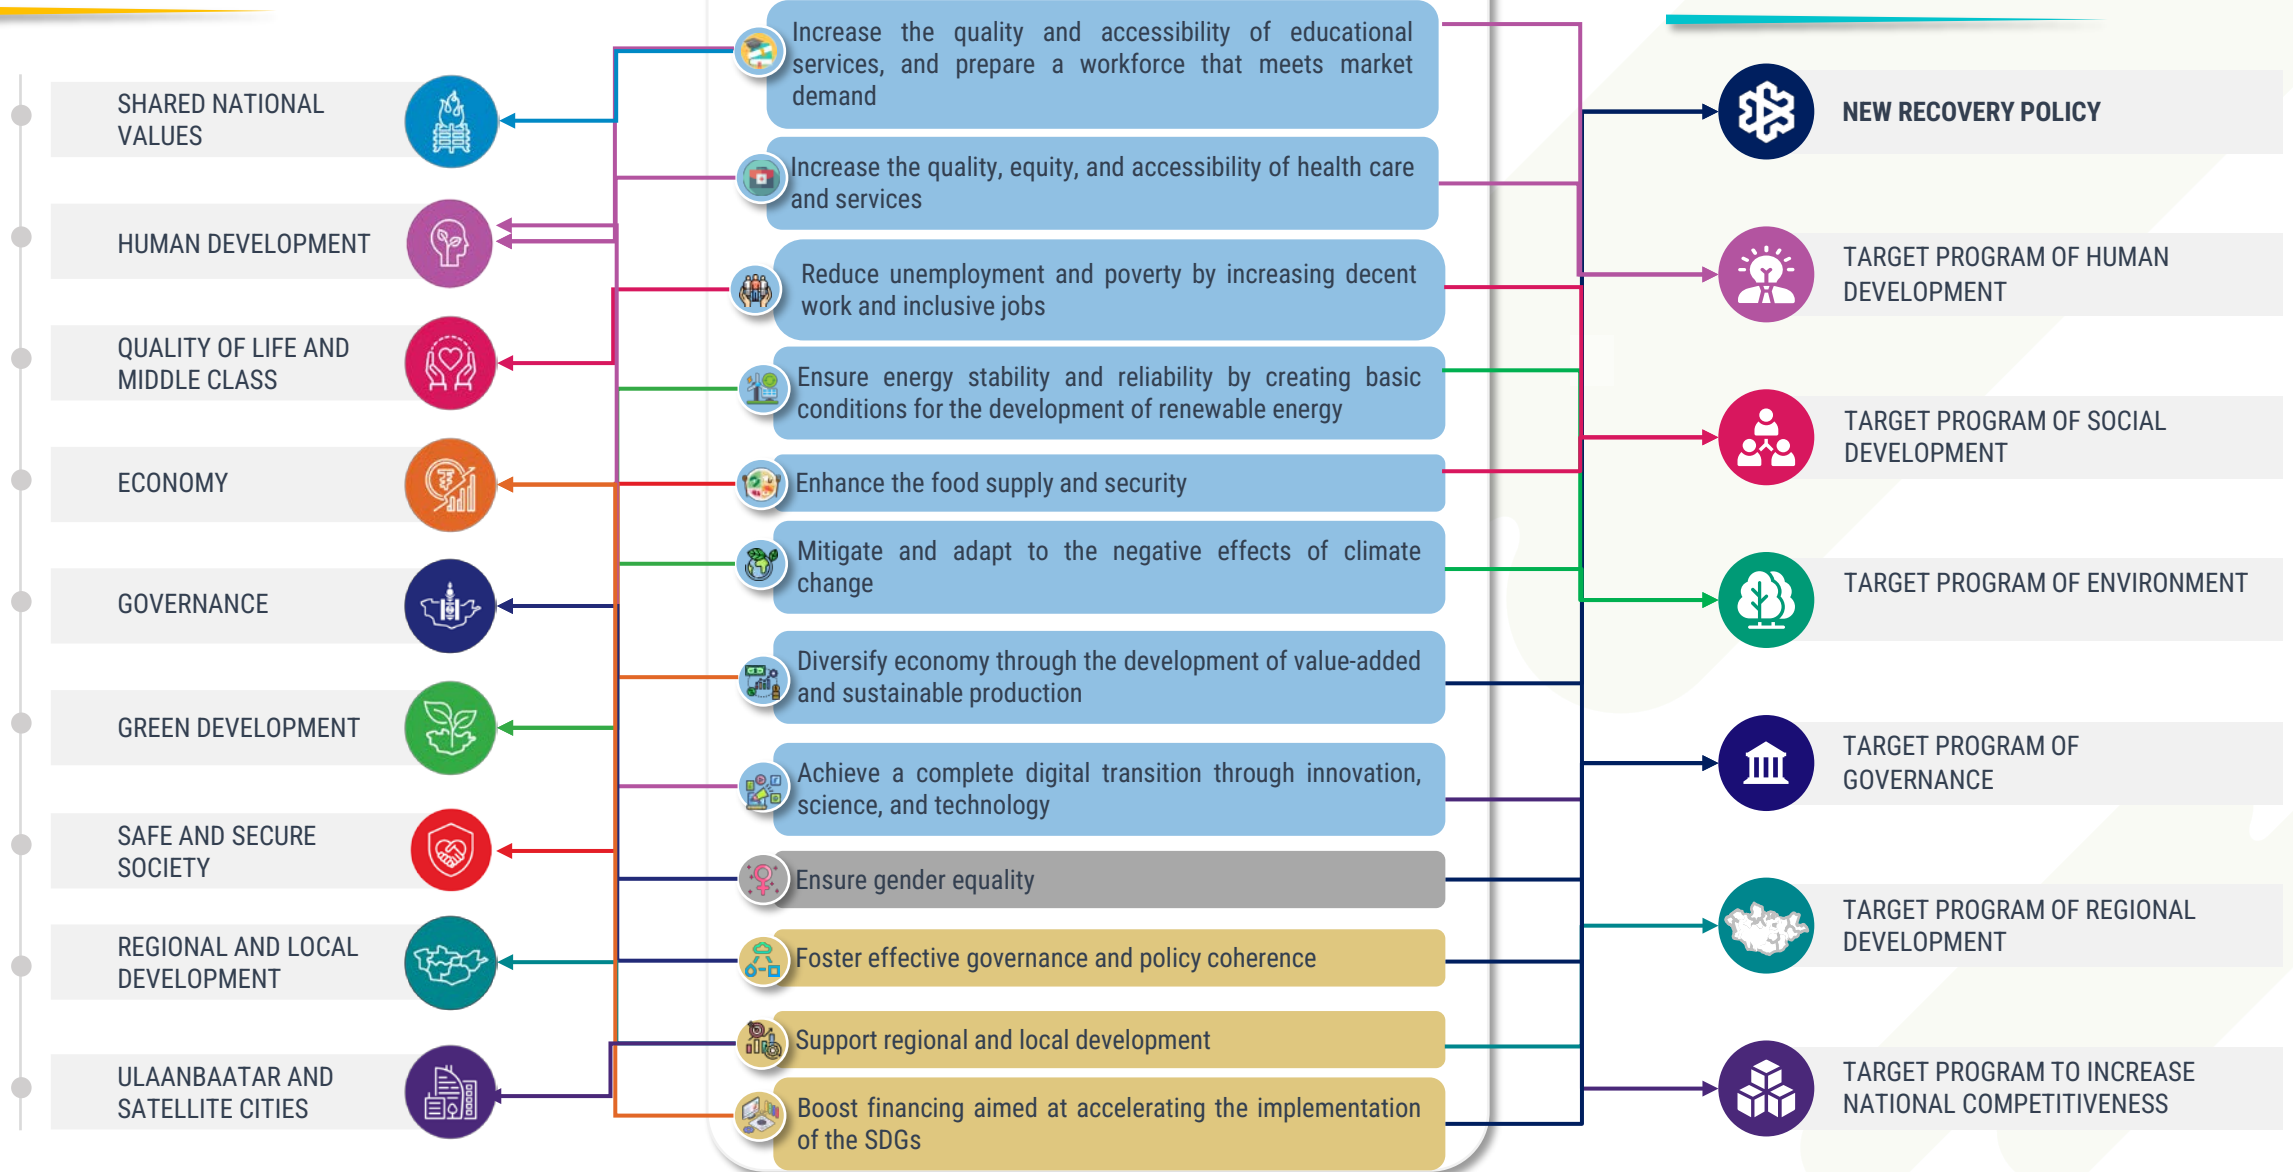 SHARED NATIONAL
VALUES
HUMAN DEVELOPMENT
QUALITY OF LIFE AND
MIDDLE CLASS
ECONOMY
GOVERNANCE
GREEN DEVELOPMENT
SAFE AND SECURE
SOCIETY
REGIONAL AND LOCAL
DEVELOPMENT
ULAANBAATAR AND
SATELLITE CITIES
Increase the quality and accessibility of educational
services, and prepare a workforce that meets market
demand
Increase the quality, equity, and accessibility of health care
and services
Reduce unemployment and poverty by increasing decent
work and inclusive jobs
Ensure energy stability and reliability by creating basic
conditions for the development of renewable energy
Enhance the food supply and security
Mitigate and adapt to the negative effects of climate
change
Diversify economy through the development of value-added
and sustainable production
Achieve a complete digital transition through innovation,
science, and technology
Ensure gender equality
Foster effective governance and policy coherence
Support regional and local development
Boost financing aimed at accelerating the implementation
of the SDGs
NEW RECOVERY POLICY
TARGET PROGRAM OF HUMAN
DEVELOPMENT
TARGET PROGRAM OF SOCIAL
DEVELOPMENT
TARGET PROGRAM OF ENVIRONMENT
TARGET PROGRAM OF
GOVERNANCE
TARGET PROGRAM OF REGIONAL
DEVELOPMENT
TARGET PROGRAM TO INCREASE
NATIONAL COMPETITIVENESS